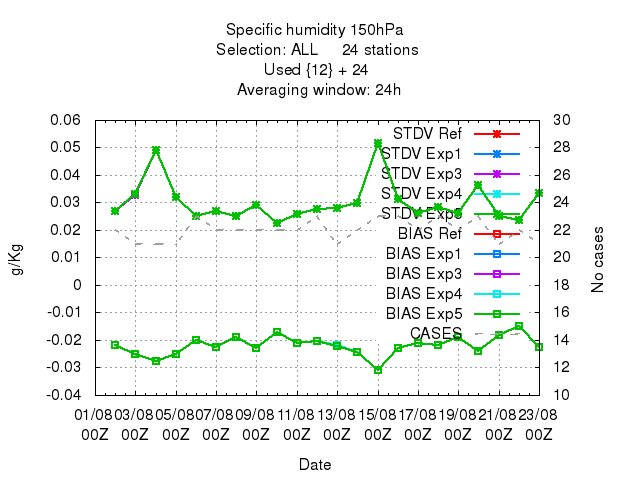 Specific humidity 150hPa
Selection: ALL 24 stations
Used {12} + 24
Averaging window: 24h
0.06
0.05
0.04
0.03
0.02
0.01
0
-0.01
-0.02
-0.03
-0.04
g/Kg
30
28
26
24
22
20
18
16
14
12
10
No cases
STDV Ref
STDV Exp1
STDV Exp3
STDV Exp4
STDV Exp5
BIAS Ref
BIAS Exp1
BIAS Exp3
BIAS Exp4
BIAS Exp5
CASES
01/08 03/08 05/08 07/08 09/08 11/08 13/08 15/08 17/08 19/08 21/08 23/08
00Z 00Z 00Z 00Z 00Z 00Z 00Z 00Z 00Z 00Z 00Z 00Z
Date